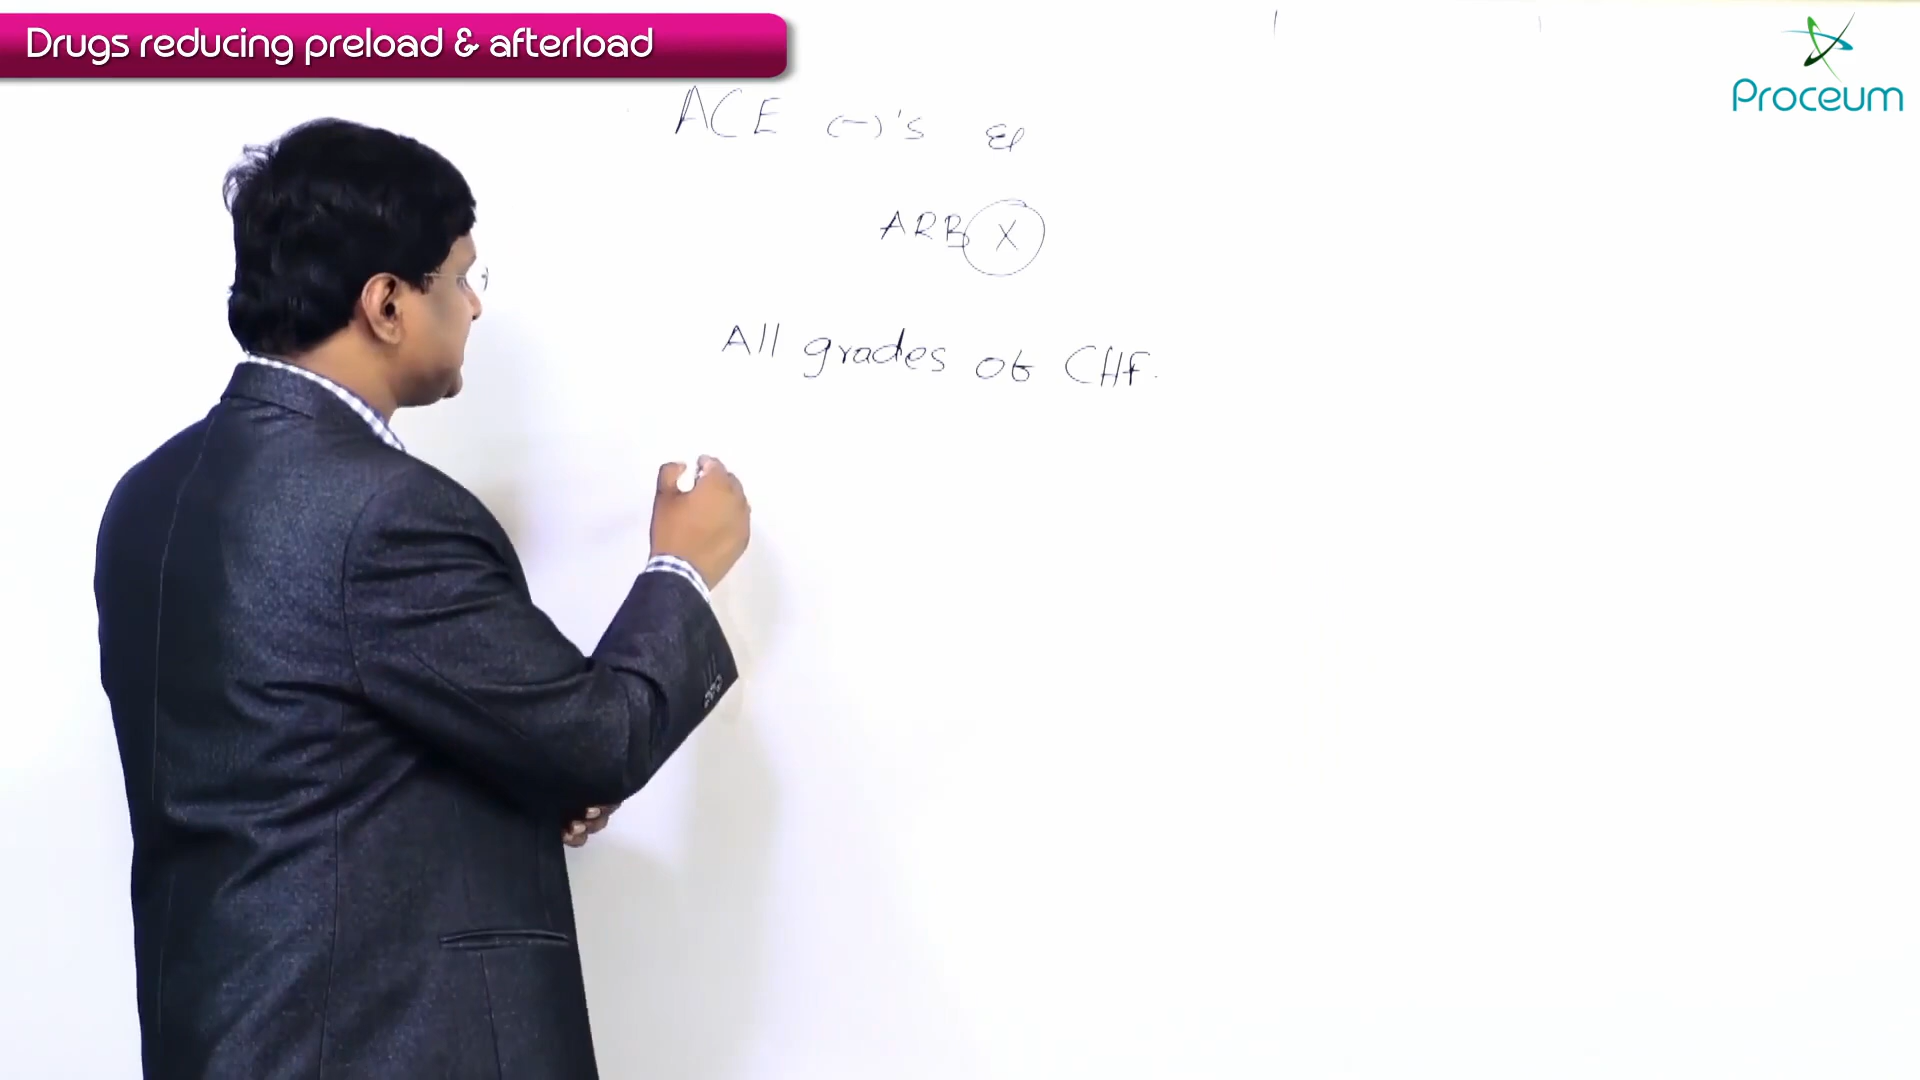 Drugs reducing preload & afterload
Proceum
ACE (-)'s &
ARB X
All grades of CHF.